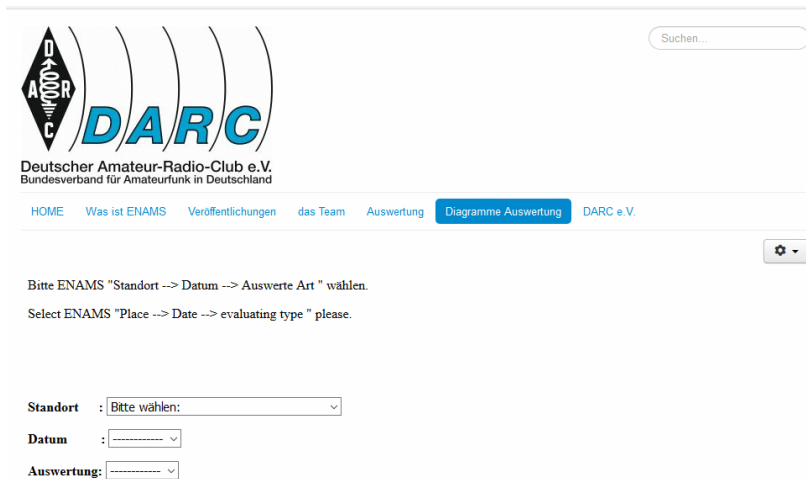 D
A R
C
DARC
Deutscher Amateur-Radio-Club e.V.
Bundesverband für Amateurfunk in Deutschland
Suchen...
HOME Was ist ENAMS Veröffentlichungen das Team Auswertung Diagramme Auswertung DARC e.V.
Bitte ENAMS "Standort --> Datum --> Auswerte Art " wählen.
Select ENAMS "Place --> Date --> evaluating type " please.
Standort : Bitte wählen:
Datum : ------------
Auswertung: ------------